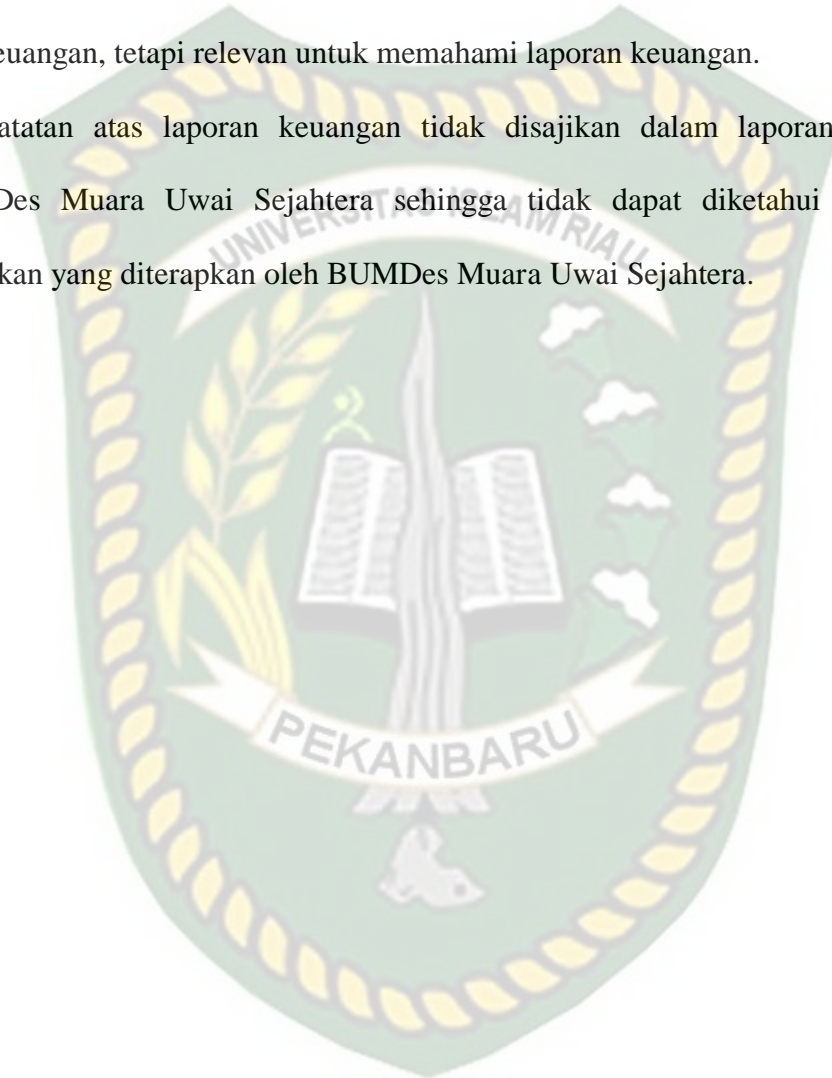 euangan, tetapi relevan untuk memahami laporan keuangan.
atatan atas laporan keuangan tidak disajikan dalam laporan
Des Muara Uwai Sejahtera sehingga tidak dapat diketahui
kan yang diterapkan oleh BUMDes Muara Uwai Sejahtera.
UNIVERSITAS ISLAM RIAU
PEKANBARU